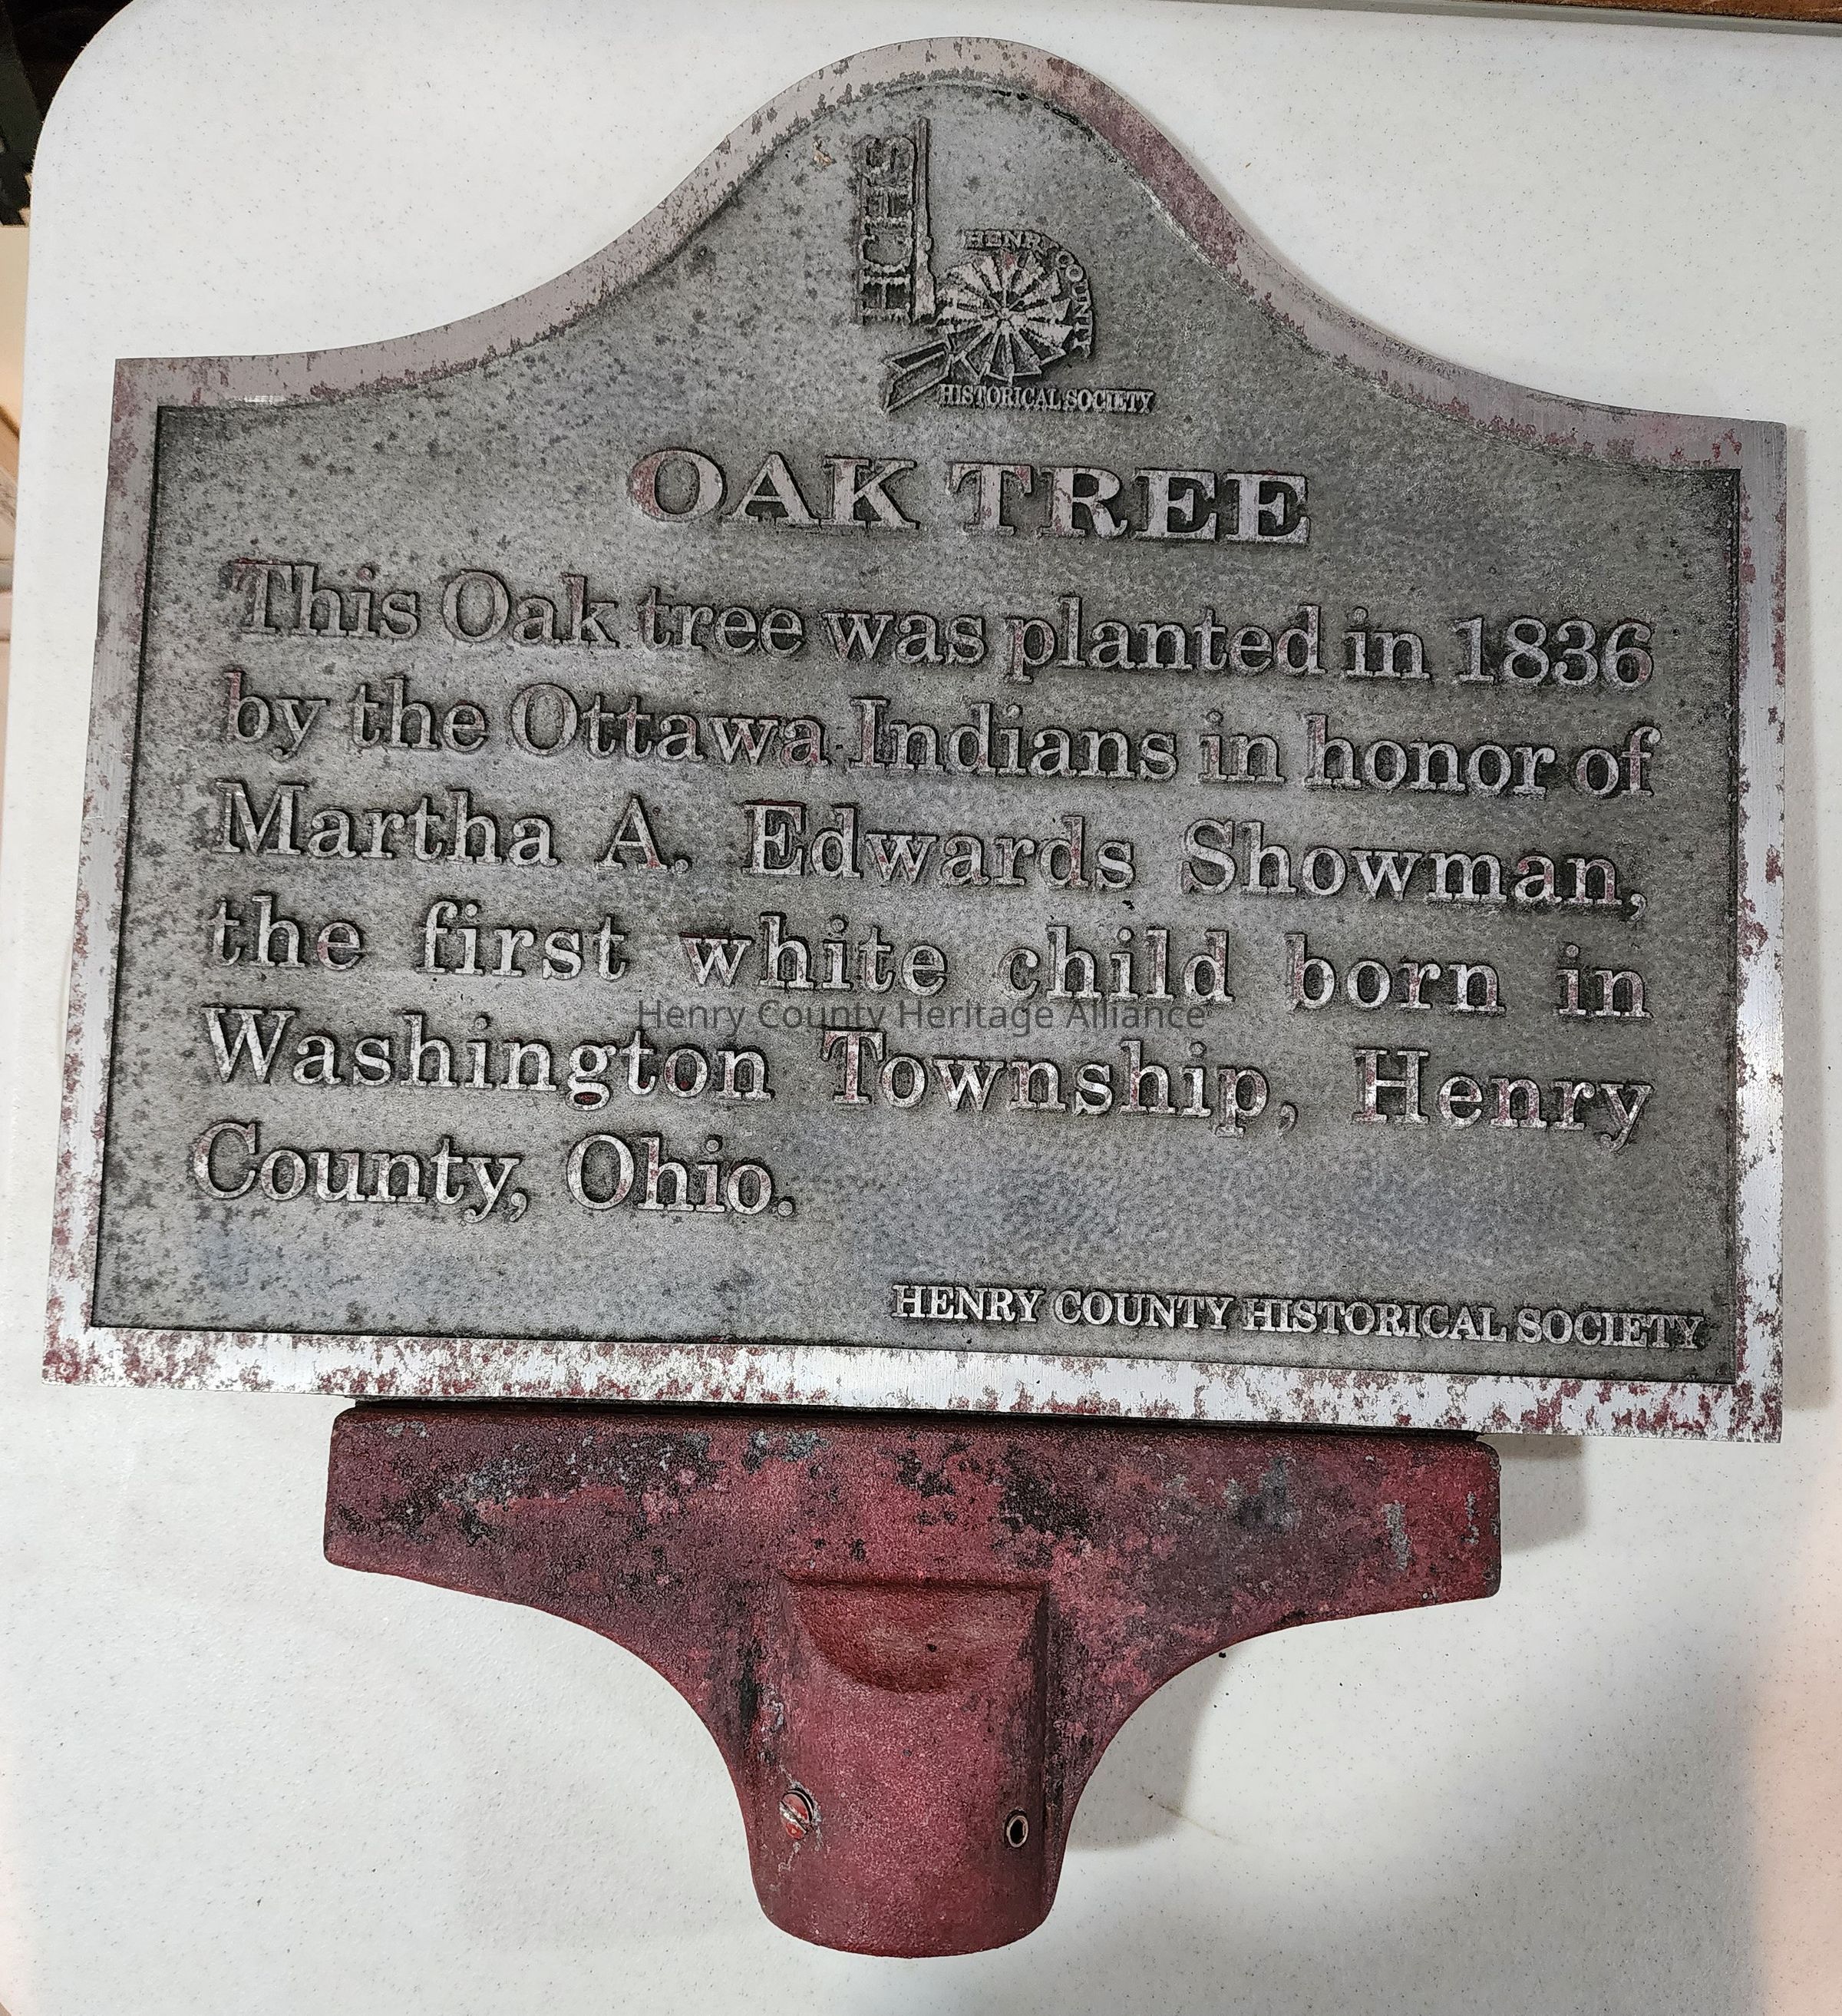 HCHS
HENRY COUNTY
HISTORICAL SOCIETY
OAK TREE
This Oak tree was planted in 1836
by the Ottawa Indians in honor of
Martha A. Edwards Showman,
the first white child born in
Henry County Heritage Alliance
Washington Township, Henry
County, Ohio.
HENRY COUNTY HISTORICAL SOCIETY